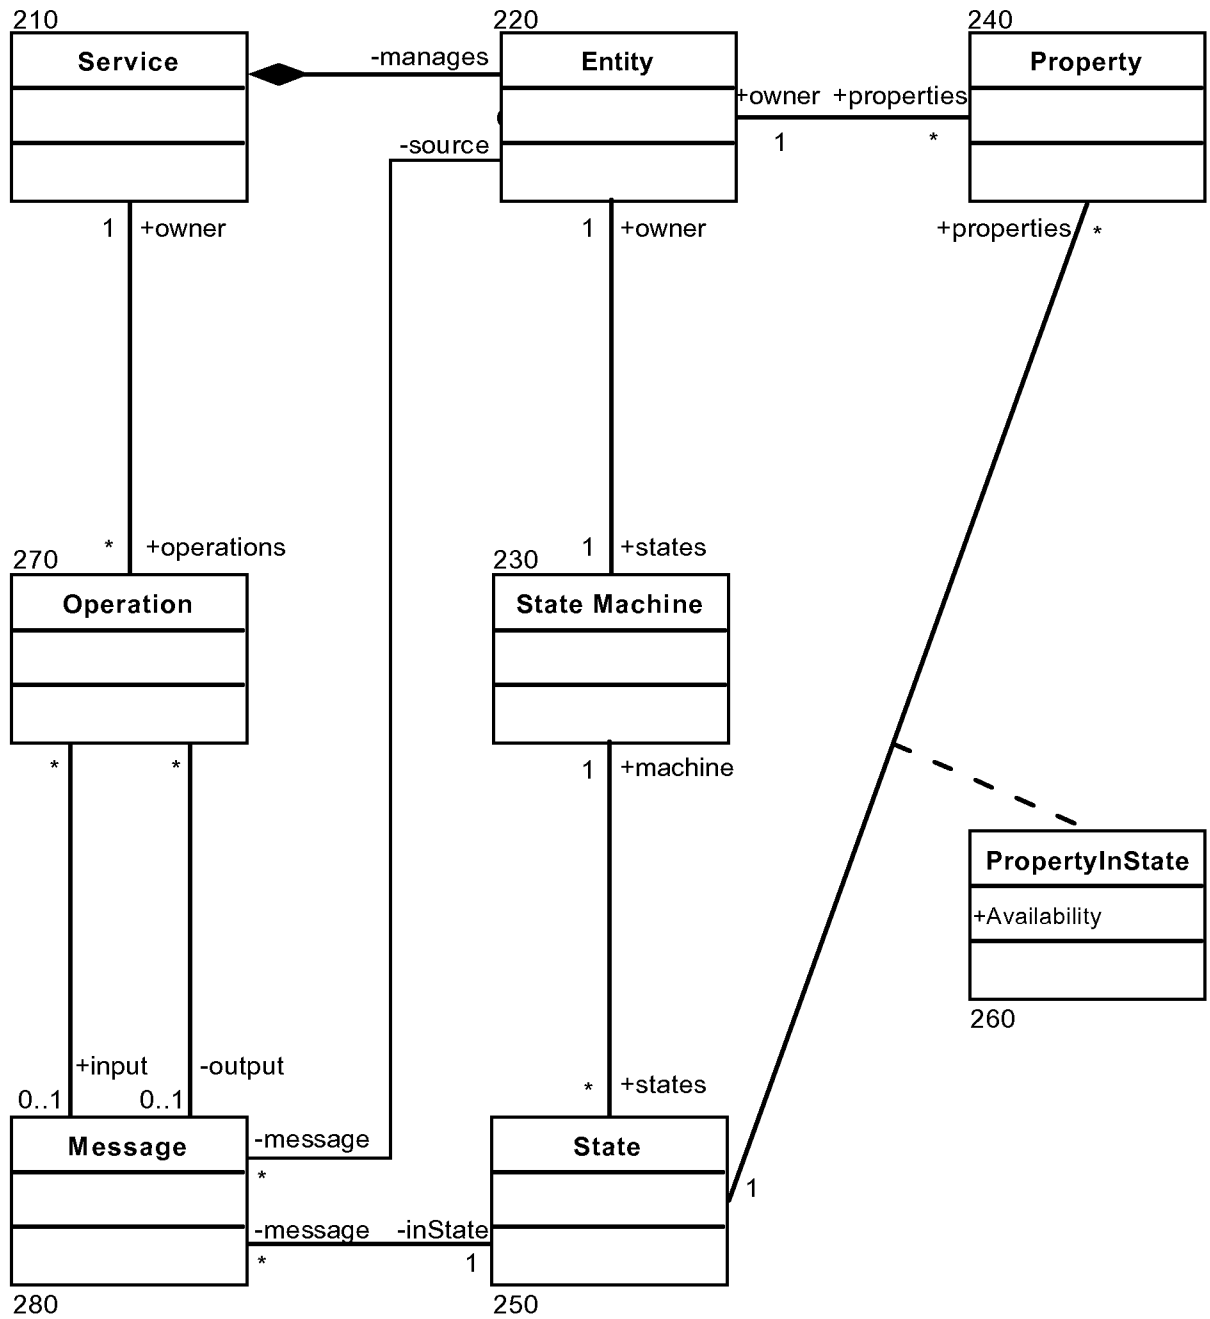 210
220
240
Service
-manages
Entity
Property
+owner +properties
1
*
-source
1 +owner
1 +owner
+properties *
* +operations
1 +states
270
230
Operation
State Machine
*
*
1 +machine
PropertyInState
+Availability
260
+input
-output
0..1
0..1
* +states
Message
-message
*
State
1
-message
-inState
*
1
280
250